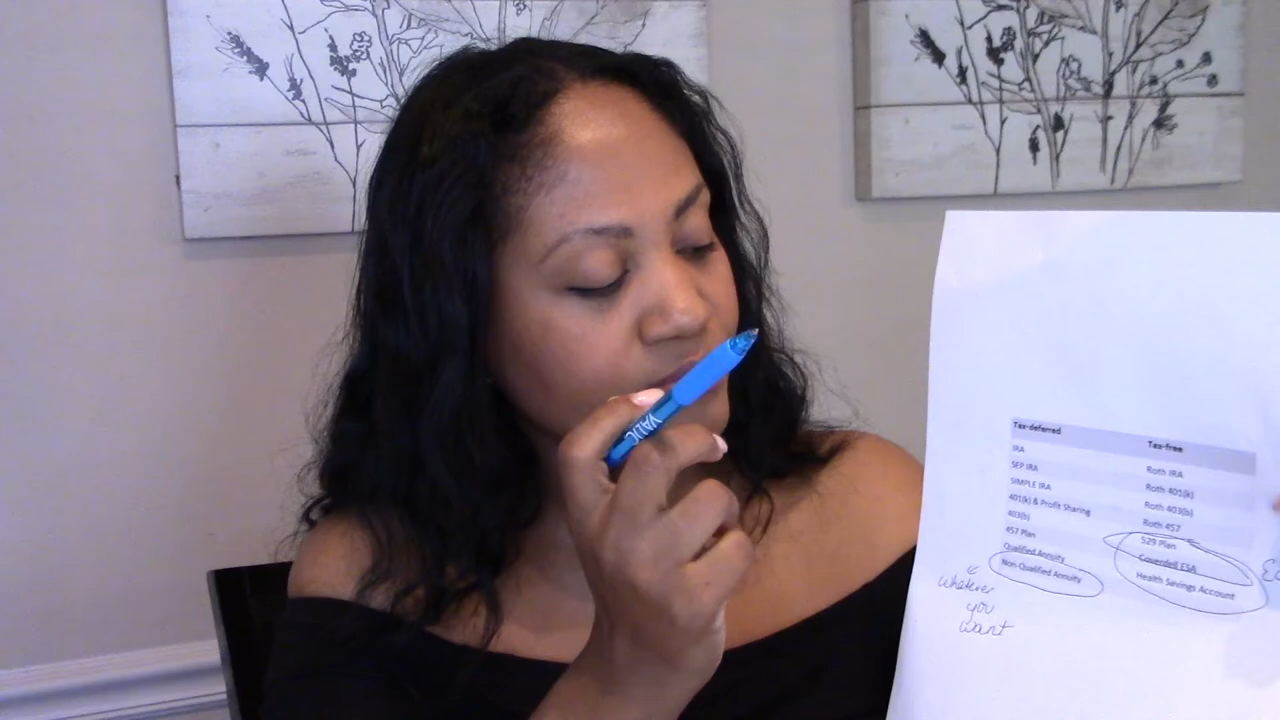 VALIC
Tax-deferred Tax-free
IRA Roth IRA
SEP IRA Roth 401(k)
SIMPLE IRA Roth 403(b)
401(k) & Profit Sharing Roth 457
403(b) 529 Plan
457 Plan Coverdell ESA
Qualified Annuity Health Savings Account
Non-Qualified Annuity
whatever
you
want